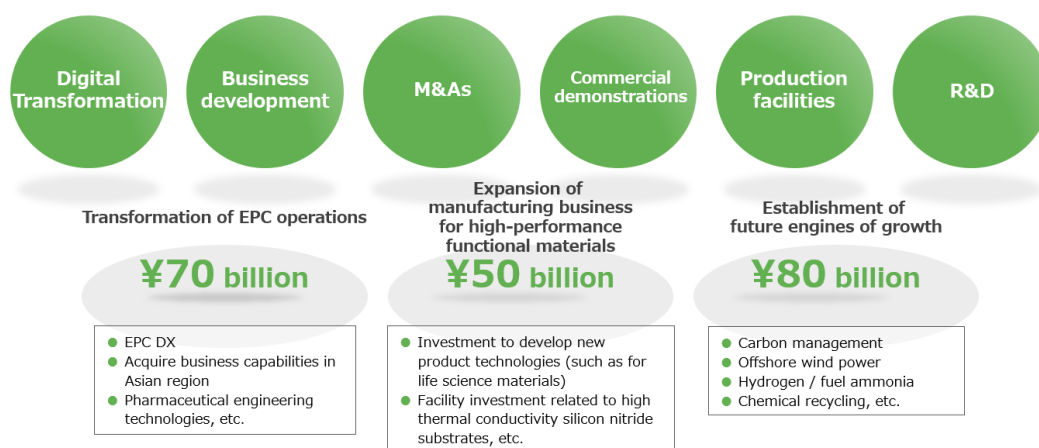 Digital
Transformation
Business
development
M&As
Commercial
demonstrations
Production
facilities
R&D
Transformation of EPC operations
¥70 billion
● EPC DX
● Acquire business capabilities in
Asian region
● Pharmaceutical engineering
technologies, etc.
Expansion of
manufacturing business
for high-performance
functional materials
¥50 billion
● Investment to develop new
product technologies (such as for
life science materials)
● Facility investment related to high
thermal conductivity silicon nitride
substrates, etc.
Establishment of
future engines of growth
¥80 billion
● Carbon management
● Offshore wind power
● Hydrogen / fuel ammonia
● Chemical recycling, etc.